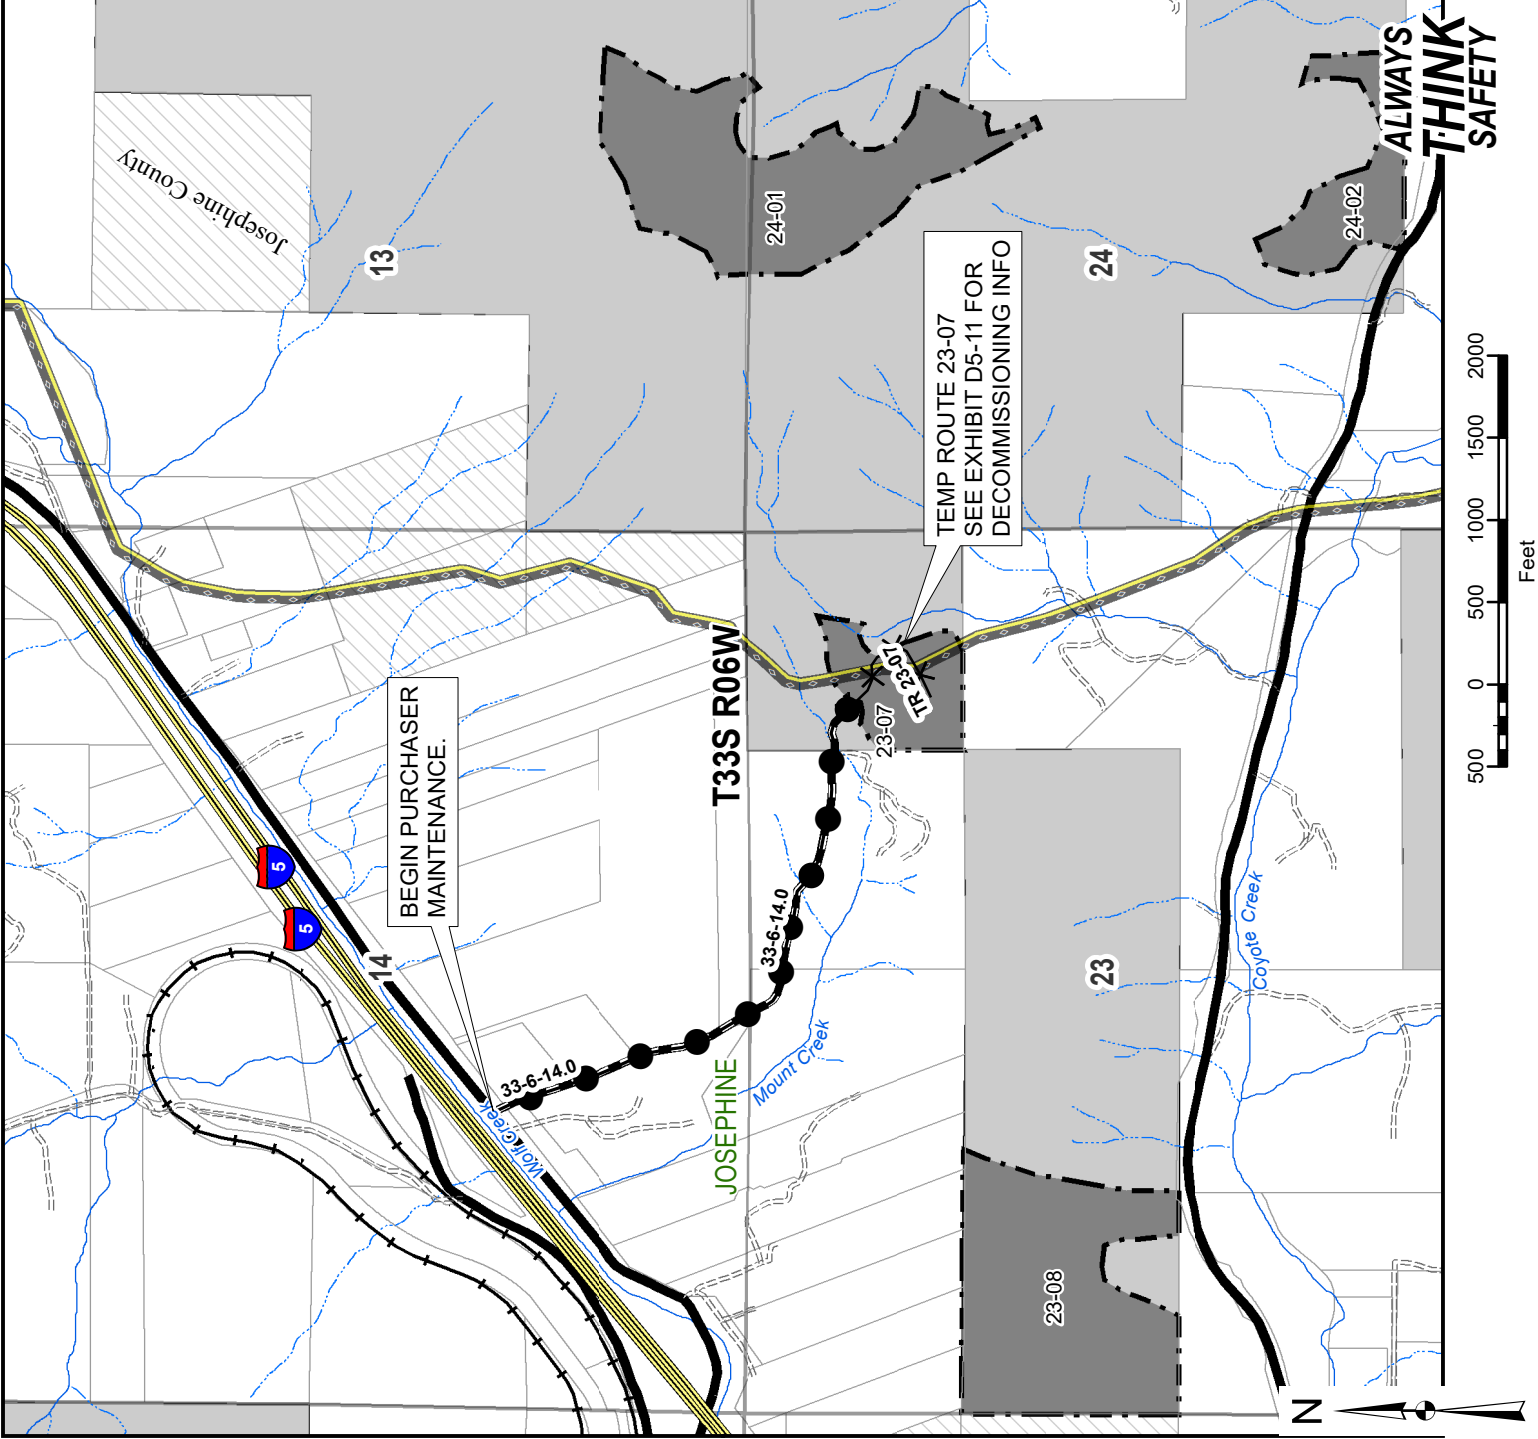 Josephine County
13
24-01
24
24-02
ALWAYS
THINK
SAFETY
TEMP ROUTE 23-07
SEE EXHIBIT D5-11 FOR
DECOMMISSIONING INFO
T33S R06W
TR 23-07
23-07
BEGIN PURCHASER
MAINTENANCE.
5
5
14
33-6-14.0
33-6-14.0
Wolf Creek
JOSEPHINE
Mount Creek
23
Coyote Creek
23-08
500
0
500
1000
1500
2000
Feet
N